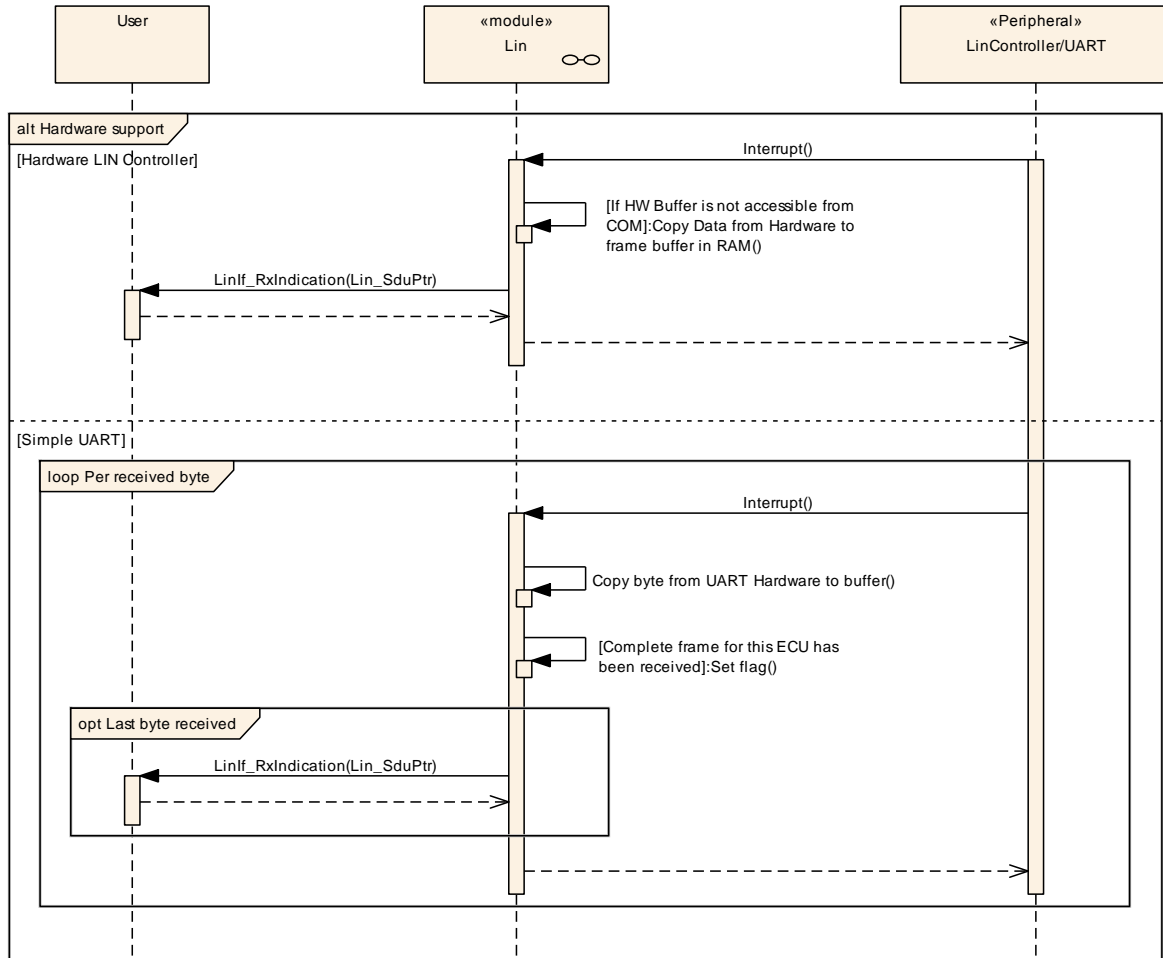 User
«module»
Lin
«Peripheral»
LinController/UART
alt Hardware support
[Hardware LIN Controller]
Interrupt()
[If HW Buffer is not accessible from
COM]:Copy Data from Hardware to
frame buffer in RAM()
LinIf_RxIndication(Lin_SduPtr)
[Simple UART]
loop Per received byte
Interrupt()
Copy byte from UART Hardware to buffer()
[Complete frame for this ECU has
been received]:Set flag()
opt Last byte received
LinIf_RxIndication(Lin_SduPtr)